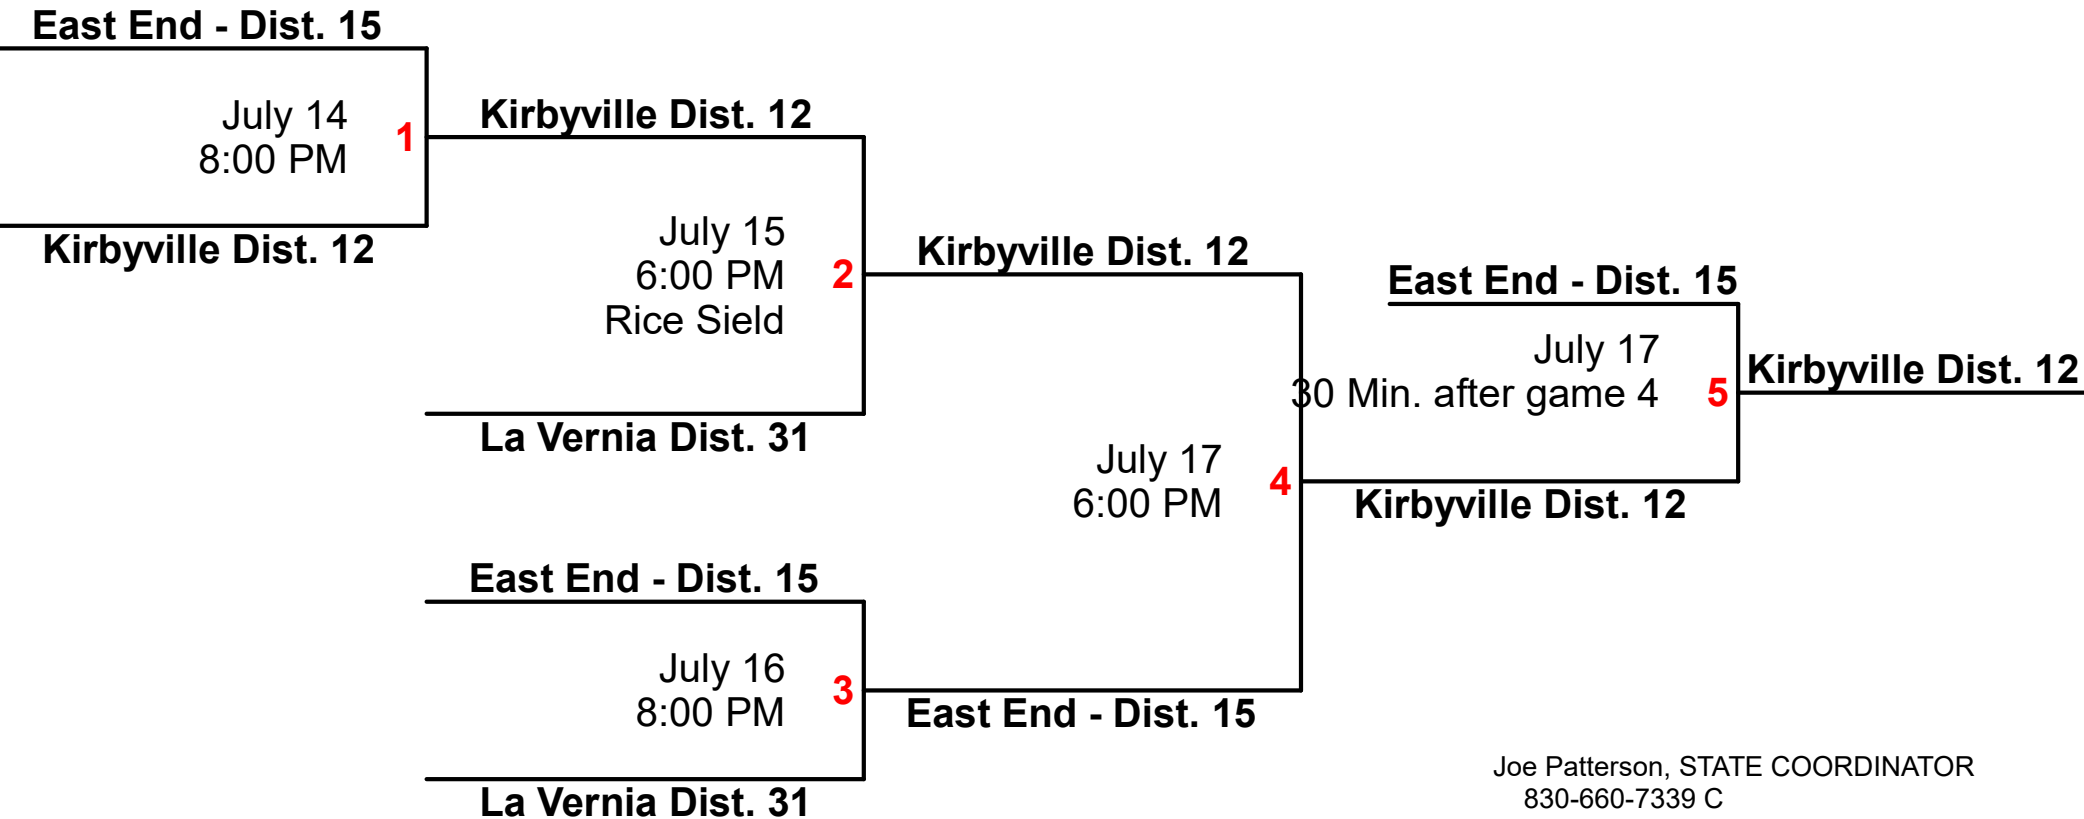 East End - Dist. 15
July 14
8:00 PM
1
Kirbyville Dist. 12
Kirbyville Dist. 12
July 15
6:00 PM
Rice Sield
2
La Vernia Dist. 31
Kirbyville Dist. 12
East End - Dist. 15
July 16
8:00 PM
3
La Vernia Dist. 31
East End - Dist. 15
July 17
6:00 PM
4
East End - Dist. 15
July 17
30 Min. after game 4
5
Kirbyville Dist. 12
Kirbyville Dist. 12
Joe Patterson, STATE COORDINATOR
830-660-7339 C